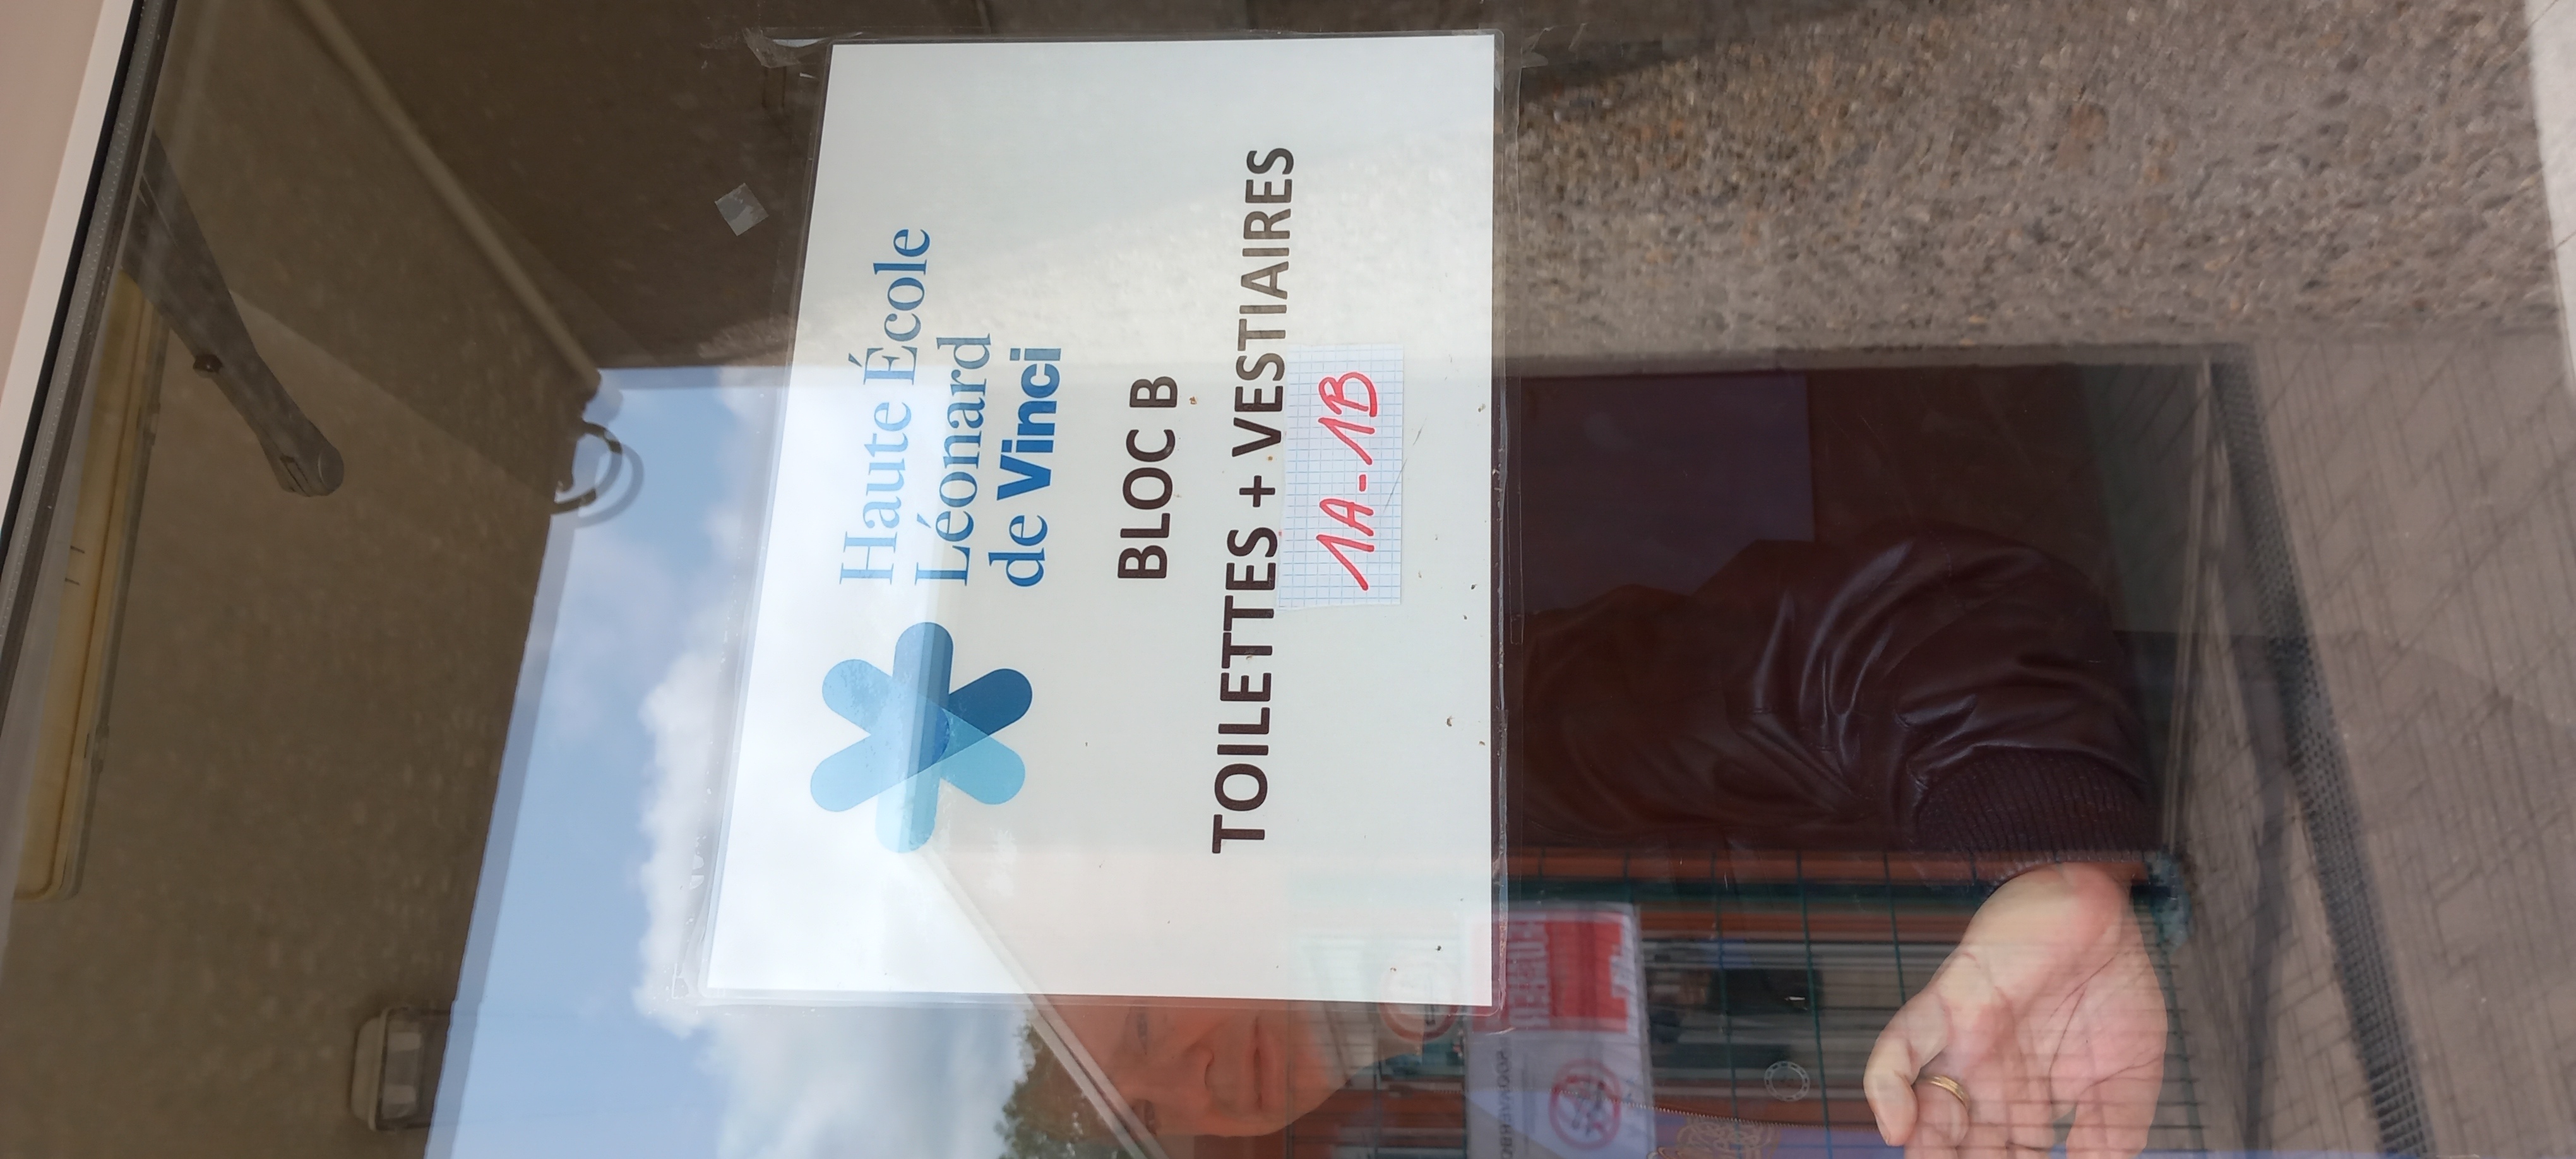 Haute École
Léonard
de Vinci
BLOC B
TOILETTES + VESTIAIRES
1A-1B